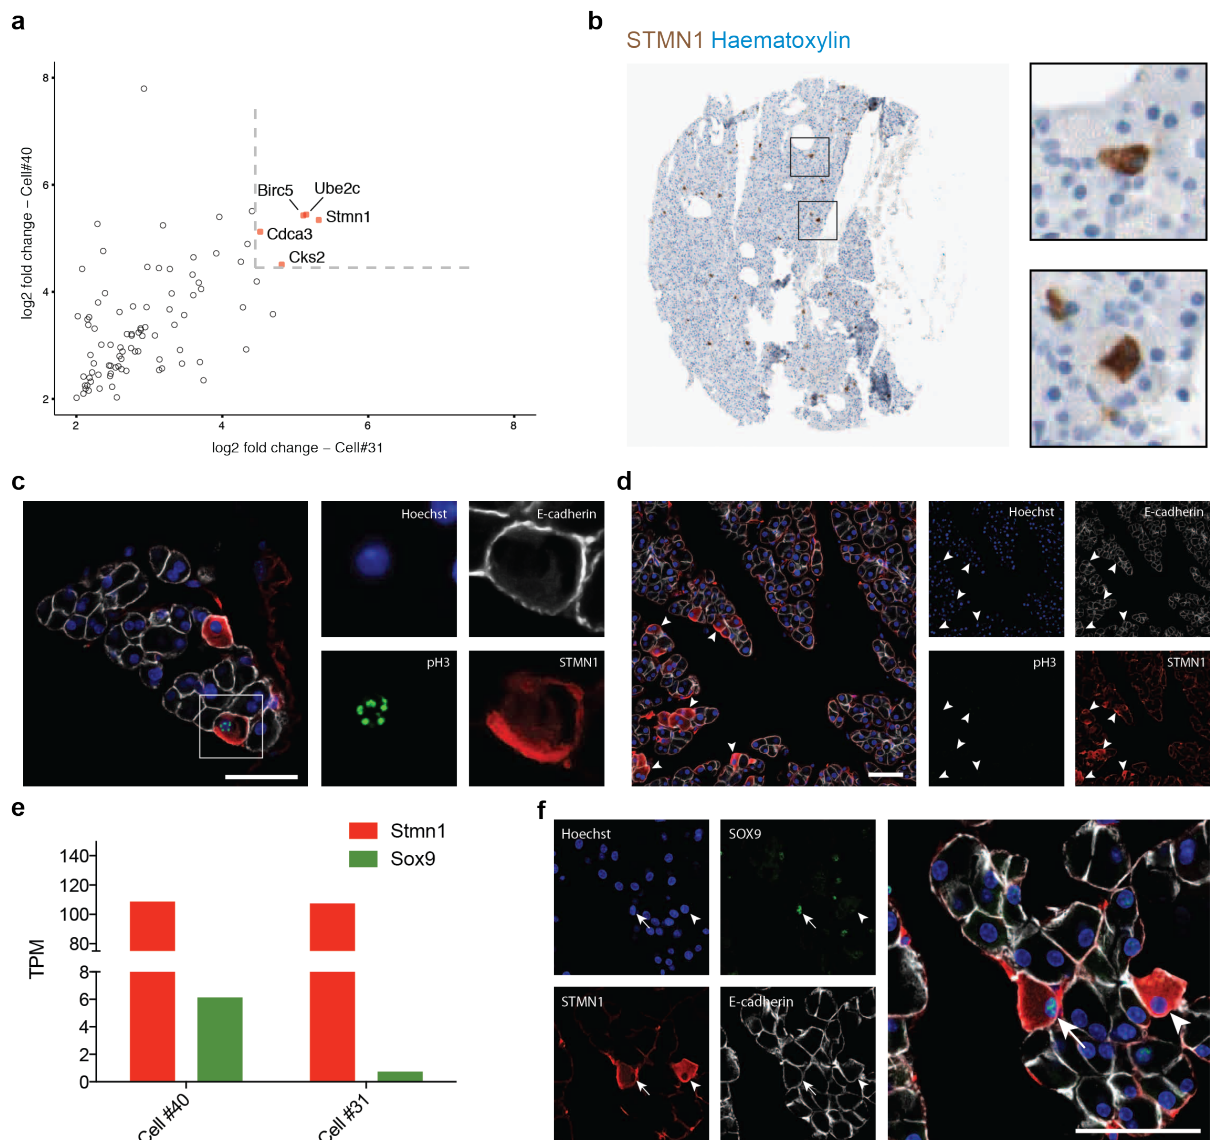 a
log2 fold change – Cell#40
8
6
4
2
2
4
6
8
log2 fold change – Cell#31
Birc5
Ube2c
Stmn1
Cdca3
Cks2
b
STMN1 Haematoxylin
c
Hoechst
E-cadherin
pH3
STMN1
d
Hoechst
E-cadherin
pH3
STMN1
e
Stmn1
Sox9
TPM
140
120
100
80
8
6
4
2
0
Cell #40
Cell #31
f
Hoechst
SOX9
STMN1
E-cadherin